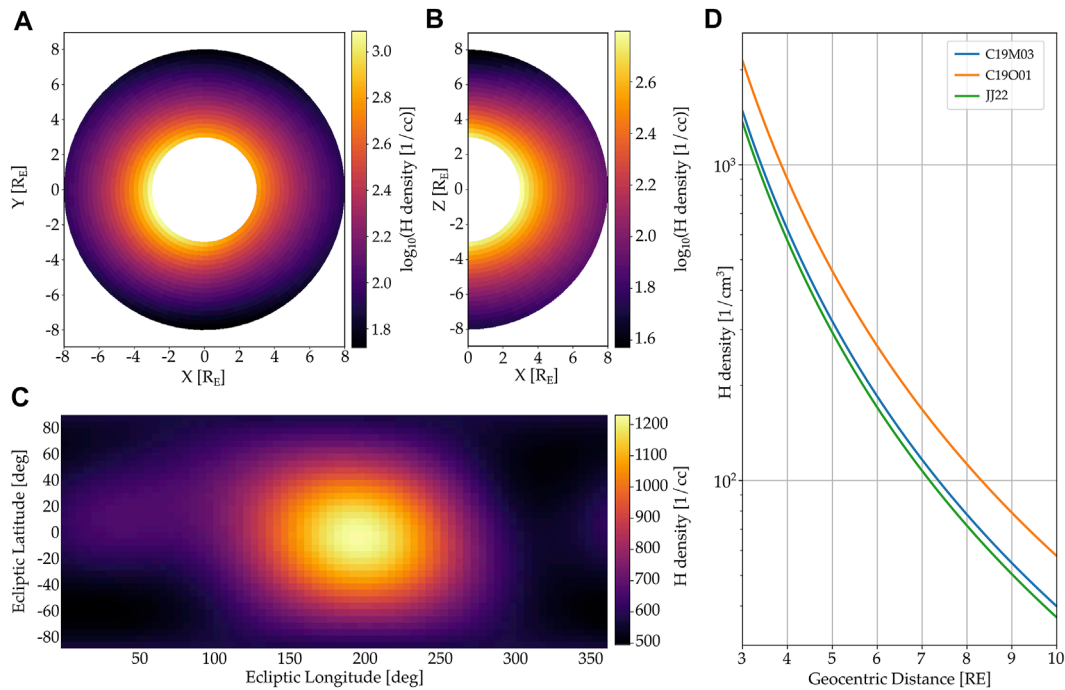 A
Y [R_E]
8
6
4
2
0
-2
-4
-6
-8
-8 -6 -4 -2 0 2 4 6 8
X [R_E]
3.0
2.8
2.6
2.4
2.2
2.0
1.8
log₁₀(H density [1/cc])
B
Z [R_E]
8
6
4
2
0
-2
-4
-6
-8
0 2 4 6 8
X [R_E]
2.6
2.4
2.2
2.0
1.8
1.6
log₁₀(H density [1/cc])
C
Ecliptic Latitude [deg]
80
60
40
20
0
-20
-40
-60
-80
50 100 150 200 250 300 350
Ecliptic Longitude [deg]
1200
1100
1000
900
800
700
600
500
H density [1/cc]
D
C19M03
C19O01
JJ22
H density [1/cm³]
10³
10²
3 4 5 6 7 8 9 10
Geocentric Distance [RE]